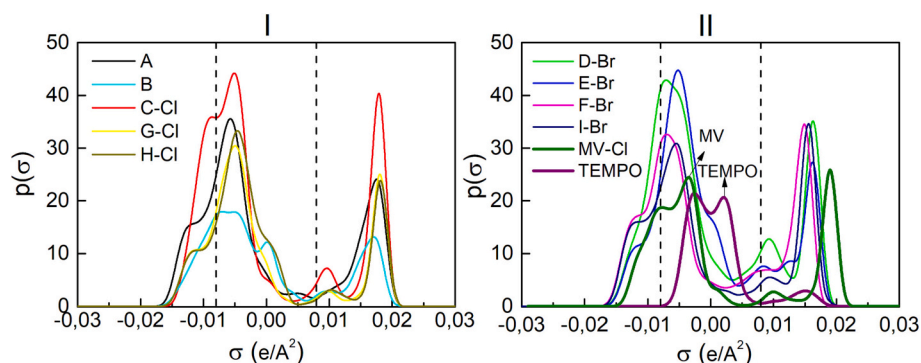 I
II
50
40
30
20
10
0
p(σ)
A
B
C-Cl
G-Cl
H-Cl
-0,03
-0,02
-0,01
0,00
0,01
0,02
0,03
σ (e/A²)
50
40
30
20
10
0
p(σ)
D-Br
E-Br
F-Br
I-Br
MV-Cl
TEMPO
MV
TEMPO
-0,03
-0,02
-0,01
0,00
0,01
0,02
0,03
σ (e/A²)